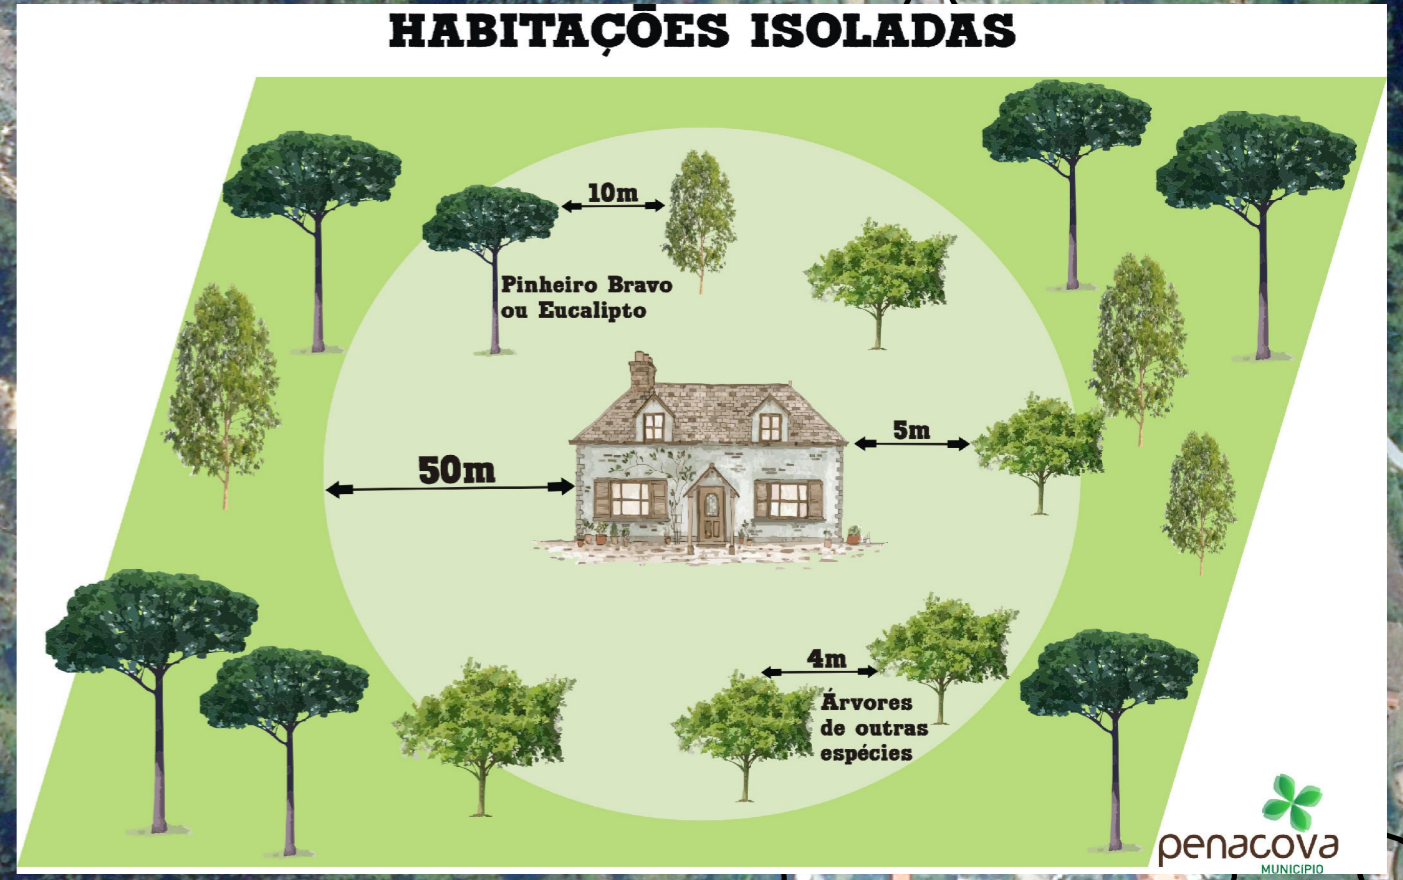 HABITAÇÕES ISOLADAS
10m
Pinheiro Bravo
ou Eucalipto
5m
50m
4m
Árvores
de outras
espécies
penacova
MUNICÍPIO